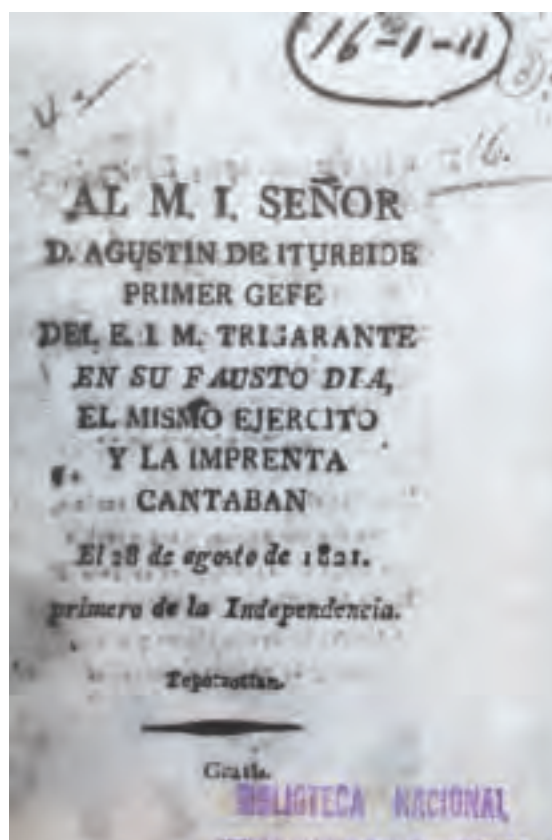 16-1-11
16.
AL M. I. SEÑOR
D. AGUSTIN DE ITURBIDE
PRIMER GEFE
DEL E. I M. TRIGARANTE
EN SU FAUSTO DIA,
EL MISMO EJERCITO
Y LA IMPRENTA
CANTABAN
El 28 de agosto de 1821.
primero de la Independencia.
Tepotzotlan.
Gratis.
BIBLIOTECA NACIONAL